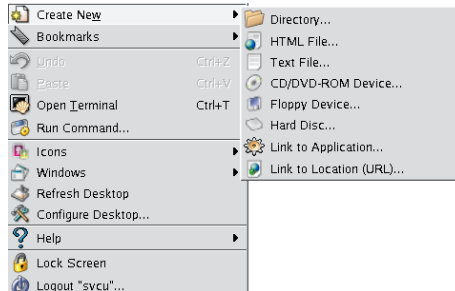 Create New
Bookmarks
Undo Ctrl+Z
Paste Ctrl+V
Open Terminal Ctrl+T
Run Command...
Icons
Windows
Refresh Desktop
Configure Desktop...
Help
Lock Screen
Logout "svcu"...
Directory...
HTML File...
Text File...
CD/DVD-ROM Device...
Floppy Device...
Hard Disc...
Link to Application...
Link to Location (URL)...